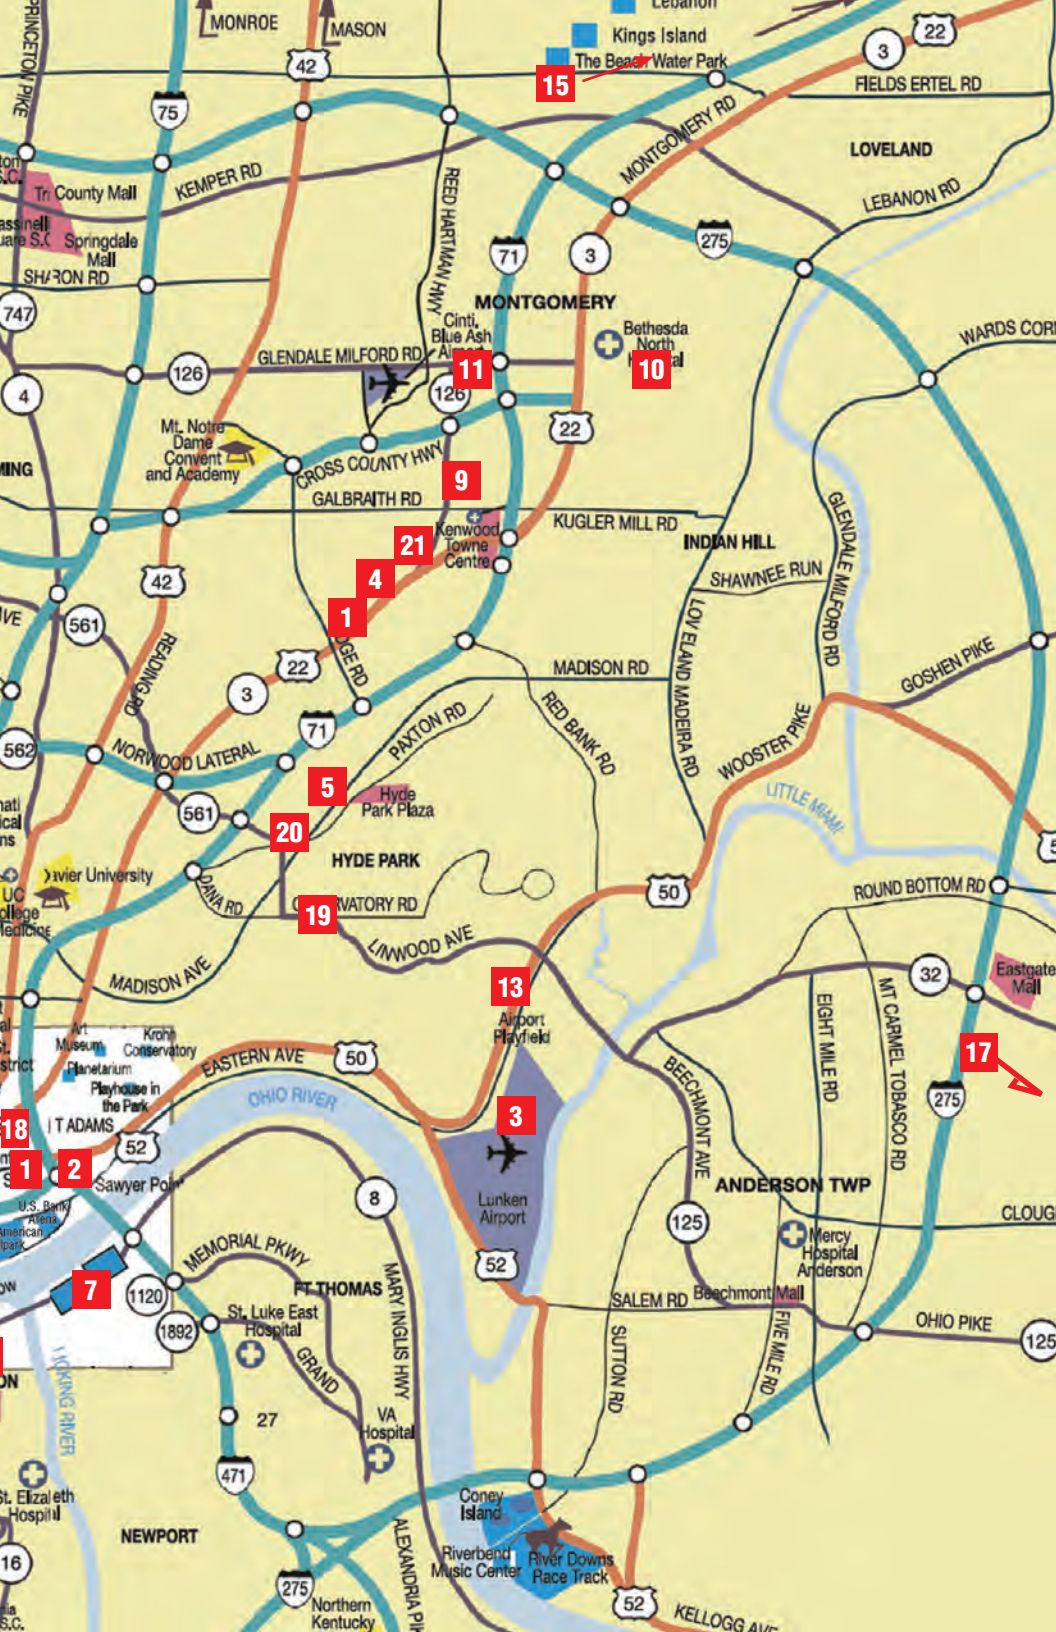 MONROE
MASON
Lebanon
Kings Island
The Beach Water Park
15
PRINCETON PIKE
42
3
22
FIELDS ERTEL RD
75
MONTGOMERY RD
LOVELAND
KEMPER RD
REED HARTMAN HWY
LEBANON RD
Tri County Mall
Springdale
Mall
SHARON RD
71
3
275
747
MONTGOMERY
Cinti.
Blue Ash
Bethesda
North
WARDS
GLENDALE MILFORD RD
11
10
126
126
4
22
Mt. Notre
Dame
Convent
and Academy
CROSS COUNTY HWY
9
GALBRAITH RD
KUGLER MILL RD
GLENDALE MILFORD RD
Kenwood
Towne
Centre
21
INDIAN HILL
4
SHAWNEE RUN
42
561
1
LOVELAND MADEIRA RD
READING RD
22
3
MADISON RD
GOSHEN PIKE
71
PAXTON RD
RED BANK RD
WOOSTER PIKE
562
NORWOOD LATERAL
5
Hyde
Park Plaza
LITTLE MIAMI
561
20
HYDE PARK
Xavier University
UC
DANA RD
50
ROUND BOTTOM RD
19
LINWOOD AVE
MADISON AVE
32
Eastgate
Mall
13
Airport
Playfield
EIGHT MILE RD
MT CARMEL TOBASCO RD
Art
Museum
Krohn
Conservatory
Planetarium
Playhouse in
the Park
EASTERN AVE
50
17
OHIO RIVER
BEECHMONT AVE
275
3
18
T ADAMS
52
1
2
Sawyer Point
U.S. Bank
Arena
8
Lunken
Airport
ANDERSON TWP
125
CLOUG
Mercy
Hospital
Anderson
52
7
MEMORIAL PKWY
1120
FT THOMAS
MARY INGLIS HWY
SALEM RD
Beechmont Mall
OHIO PIKE
125
1892
St. Luke East
Hospital
GRAND
SUTTON RD
FIVE MILE RD
LICKING RIVER
27
VA
Hospital
471
St. Elizabeth
Hospital
NEWPORT
Coney
Island
Riverbend
Music Center
River Downs
Race Track
16
275
Northern
Kentucky
ALEXANDRIA PIK
52
KELLOGG AVE